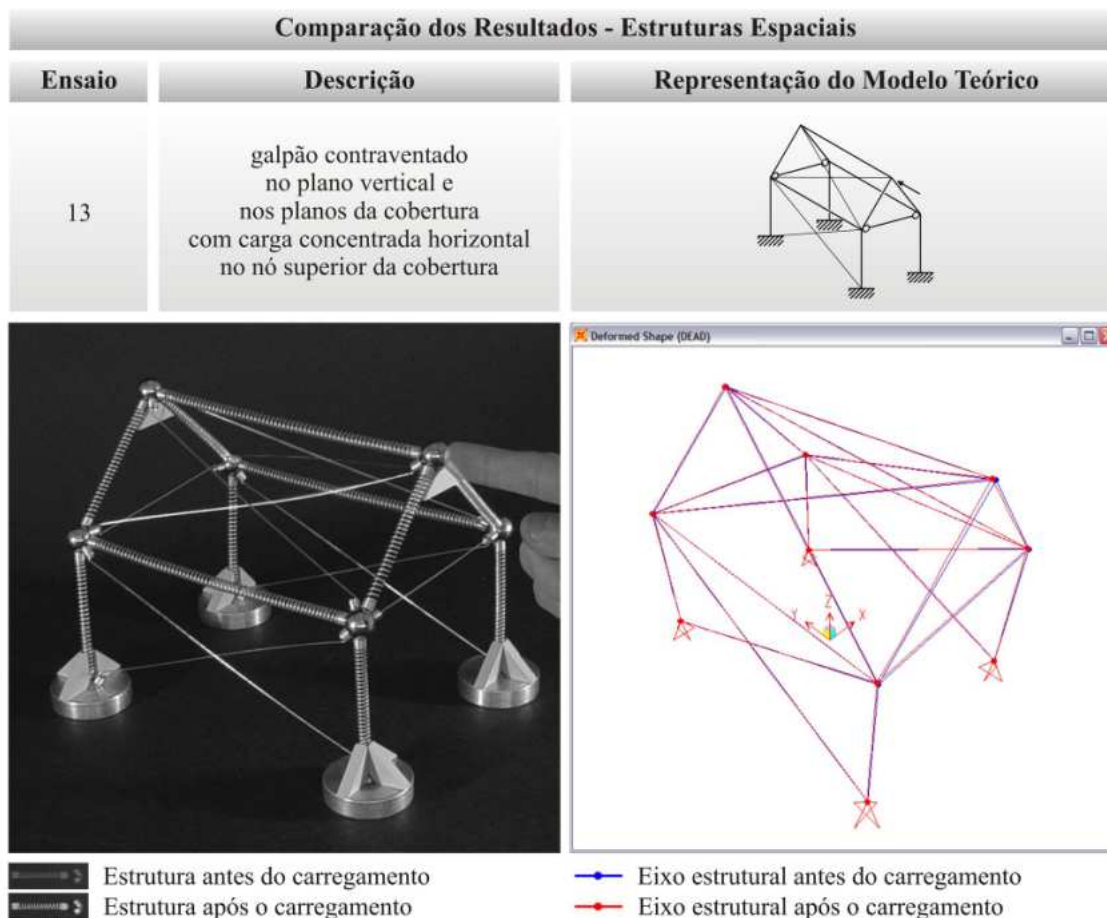 Comparação dos Resultados - Estruturas Espaciais
Ensaio
Descrição
Representação do Modelo Teórico
13
galpão contraventado
no plano vertical e
nos planos da cobertura
com carga concentrada horizontal
no nó superior da cobertura
Deformed Shape (DEAD)
Z
Y
X
Estrutura antes do carregamento
Estrutura após o carregamento
Eixo estrutural antes do carregamento
Eixo estrutural após o carregamento